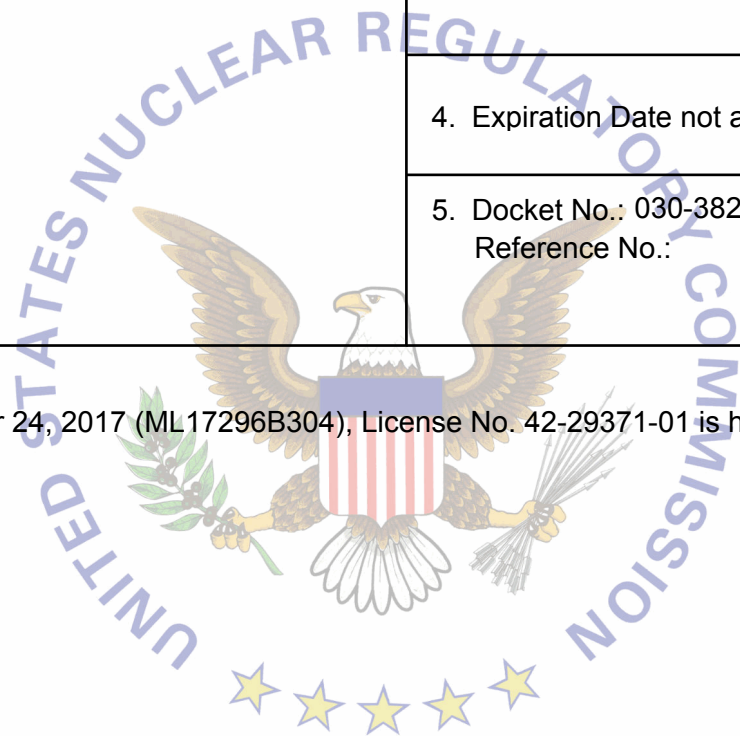 UNITED STATES NUCLEAR REGULATORY COMMISSION
4. Expiration Date not a
5. Docket No.: 030-382
Reference No.:
r 24, 2017 (ML17296B304), License No. 42-29371-01 is h